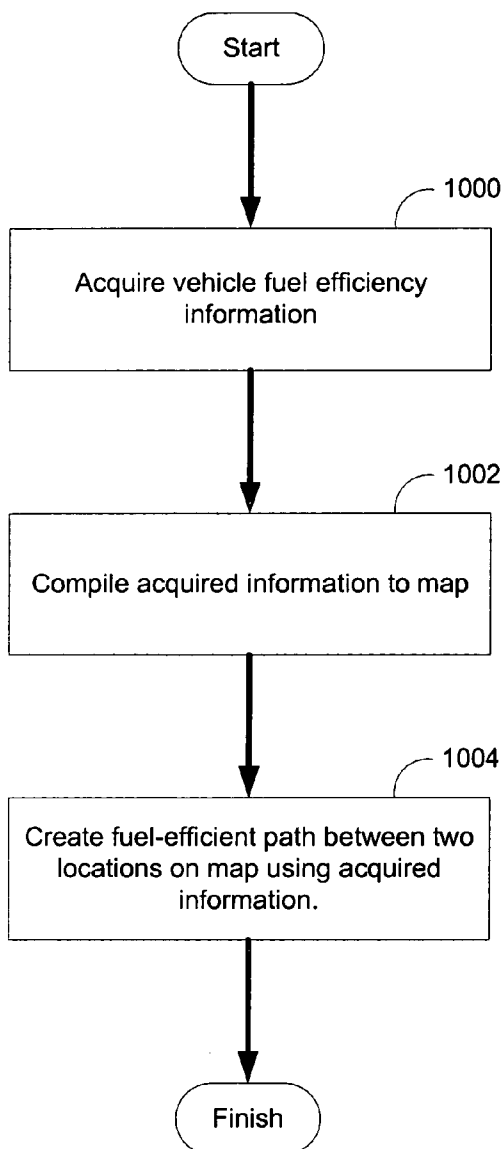 Start
1000
Acquire vehicle fuel efficiency
information
1002
Compile acquired information to map
1004
Create fuel-efficient path between two
locations on map using acquired
information.
Finish